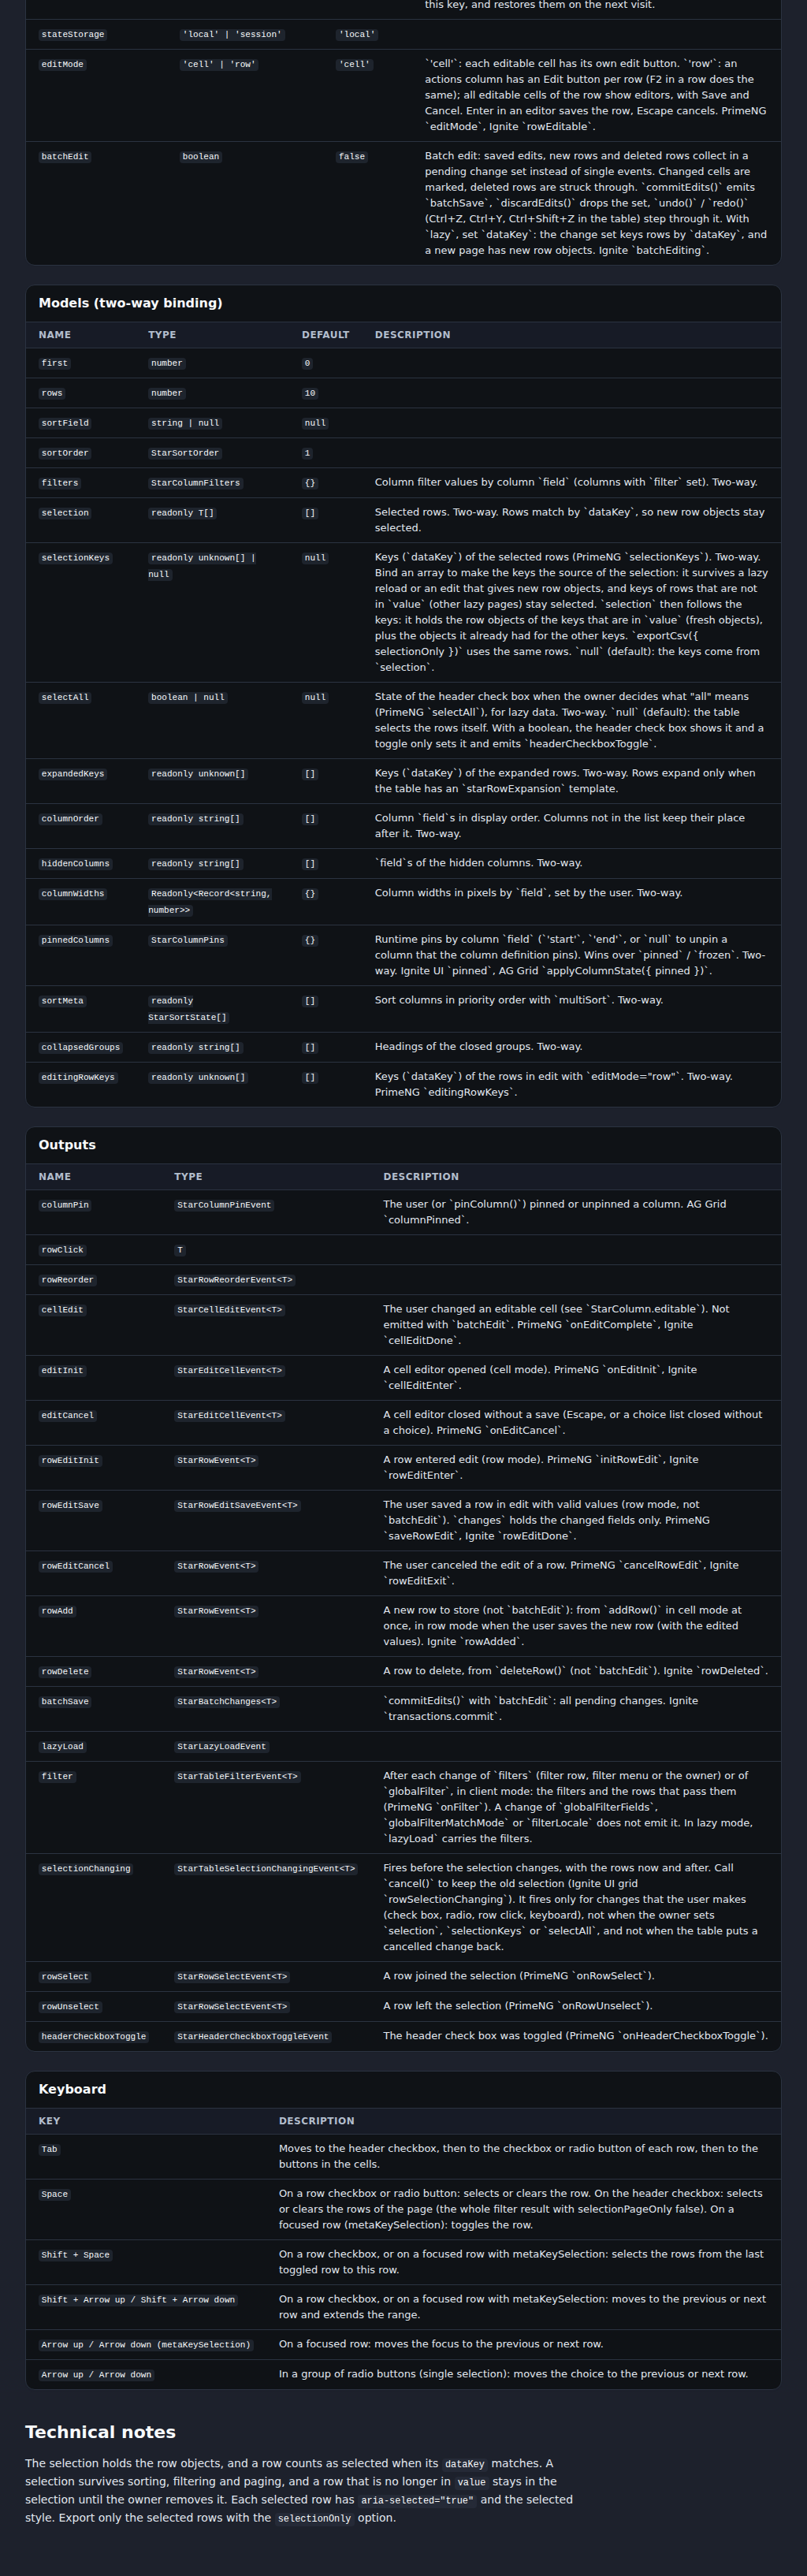 this key, and restores them on the next visit.
stateStorage 'local' | 'session' 'local'
editMode 'cell' | 'row' 'cell' `'cell'`: each editable cell has its own edit button. `'row'`: an
actions column has an Edit button per row (F2 in a row does the
same); all editable cells of the row show editors, with Save and
Cancel. Enter in an editor saves the row, Escape cancels. PrimeNG
`editMode`, Ignite `rowEditable`.
batchEdit boolean false Batch edit: saved edits, new rows and deleted rows collect in a
pending change set instead of single events. Changed cells are
marked, deleted rows are struck through. `commitEdits()` emits
`batchSave`, `discardEdits()` drops the set, `undo()` / `redo()`
(Ctrl+Z, Ctrl+Y, Ctrl+Shift+Z in the table) step through it. With
`lazy`, set `dataKey`: the change set keys rows by `dataKey`, and
a new page has new row objects. Ignite `batchEditing`.
Models (two-way binding)
NAME TYPE DEFAULT DESCRIPTION
first number 0
rows number 10
sortField string | null null
sortOrder StarSortOrder 1
filters StarColumnFilters {} Column filter values by column `field` (columns with `filter` set). Two-way.
selection readonly T[] [] Selected rows. Two-way. Rows match by `dataKey`, so new row objects stay
selected.
selectionKeys readonly unknown[] | null null Keys (`dataKey`) of the selected rows (PrimeNG `selectionKeys`). Two-way.
Bind an array to make the keys the source of the selection: it survives a lazy
reload or an edit that gives new row objects, and keys of rows that are not
in `value` (other lazy pages) stay selected. `selection` then follows the
keys: it holds the row objects of the keys that are in `value` (fresh objects),
plus the objects it already had for the other keys. `exportCsv({
selectionOnly })` uses the same rows. `null` (default): the keys come from
`selection`.
selectAll boolean | null null State of the header check box when the owner decides what "all" means
(PrimeNG `selectAll`), for lazy data. Two-way. `null` (default): the table
selects the rows itself. With a boolean, the header check box shows it and a
toggle only sets it and emits `headerCheckboxToggle`.
expandedKeys readonly unknown[] [] Keys (`dataKey`) of the expanded rows. Two-way. Rows expand only when
the table has an `starRowExpansion` template.
columnOrder readonly string[] [] Column `field`s in display order. Columns not in the list keep their place
after it. Two-way.
hiddenColumns readonly string[] [] `field`s of the hidden columns. Two-way.
columnWidths Readonly<Record<string, number>> {} Column widths in pixels by `field`, set by the user. Two-way.
pinnedColumns StarColumnPins {} Runtime pins by column `field` (`'start'`, `'end'`, or `null` to unpin a
column that the column definition pins). Wins over `pinned` / `frozen`. Two-
way. Ignite UI `pinned`, AG Grid `applyColumnState({ pinned })`.
sortMeta readonly StarSortState[] [] Sort columns in priority order with `multiSort`. Two-way.
collapsedGroups readonly string[] [] Headings of the closed groups. Two-way.
editingRowKeys readonly unknown[] [] Keys (`dataKey`) of the rows in edit with `editMode="row"`. Two-way.
PrimeNG `editingRowKeys`.
Outputs
NAME TYPE DESCRIPTION
columnPin StarColumnPinEvent The user (or `pinColumn()`) pinned or unpinned a column. AG Grid
`columnPinned`.
rowClick T
rowReorder StarRowReorderEvent<T>
cellEdit StarCellEditEvent<T> The user changed an editable cell (see `StarColumn.editable`). Not
emitted with `batchEdit`. PrimeNG `onEditComplete`, Ignite
`cellEditDone`.
editInit StarEditCellEvent<T> A cell editor opened (cell mode). PrimeNG `onEditInit`, Ignite
`cellEditEnter`.
editCancel StarEditCellEvent<T> A cell editor closed without a save (Escape, or a choice list closed without
a choice). PrimeNG `onEditCancel`.
rowEditInit StarRowEvent<T> A row entered edit (row mode). PrimeNG `initRowEdit`, Ignite
`rowEditEnter`.
rowEditSave StarRowEditSaveEvent<T> The user saved a row in edit with valid values (row mode, not
`batchEdit`). `changes` holds the changed fields only. PrimeNG
`saveRowEdit`, Ignite `rowEditDone`.
rowEditCancel StarRowEvent<T> The user canceled the edit of a row. PrimeNG `cancelRowEdit`, Ignite
`rowEditExit`.
rowAdd StarRowEvent<T> A new row to store (not `batchEdit`): from `addRow()` in cell mode at
once, in row mode when the user saves the new row (with the edited
values). Ignite `rowAdded`.
rowDelete StarRowEvent<T> A row to delete, from `deleteRow()` (not `batchEdit`). Ignite `rowDeleted`.
batchSave StarBatchChanges<T> `commitEdits()` with `batchEdit`: all pending changes. Ignite
`transactions.commit`.
lazyLoad StarLazyLoadEvent
filter StarTableFilterEvent<T> After each change of `filters` (filter row, filter menu or the owner) or of
`globalFilter`, in client mode: the filters and the rows that pass them
(PrimeNG `onFilter`). A change of `globalFilterFields`,
`globalFilterMatchMode` or `filterLocale` does not emit it. In lazy mode,
`lazyLoad` carries the filters.
selectionChanging StarTableSelectionChangingEvent<T> Fires before the selection changes, with the rows now and after. Call
`cancel()` to keep the old selection (Ignite UI grid
`rowSelectionChanging`). It fires only for changes that the user makes
(check box, radio, row click, keyboard), not when the owner sets
`selection`, `selectionKeys` or `selectAll`, and not when the table puts a
cancelled change back.
rowSelect StarRowSelectEvent<T> A row joined the selection (PrimeNG `onRowSelect`).
rowUnselect StarRowSelectEvent<T> A row left the selection (PrimeNG `onRowUnselect`).
headerCheckboxToggle StarHeaderCheckboxToggleEvent The header check box was toggled (PrimeNG `onHeaderCheckboxToggle`).
Keyboard
KEY DESCRIPTION
Tab Moves to the header checkbox, then to the checkbox or radio button of each row, then to the
buttons in the cells.
Space On a row checkbox or radio button: selects or clears the row. On the header checkbox: selects
or clears the rows of the page (the whole filter result with selectionPageOnly false). On a
focused row (metaKeySelection): toggles the row.
Shift + Space On a row checkbox, or on a focused row with metaKeySelection: selects the rows from the last
toggled row to this row.
Shift + Arrow up / Shift + Arrow down On a row checkbox, or on a focused row with metaKeySelection: moves to the previous or next
row and extends the range.
Arrow up / Arrow down (metaKeySelection) On a focused row: moves the focus to the previous or next row.
Arrow up / Arrow down In a group of radio buttons (single selection): moves the choice to the previous or next row.
Technical notes
The selection holds the row objects, and a row counts as selected when its dataKey matches. A
selection survives sorting, filtering and paging, and a row that is no longer in value stays in the
selection until the owner removes it. Each selected row has aria-selected="true" and the selected
style. Export only the selected rows with the selectionOnly option.